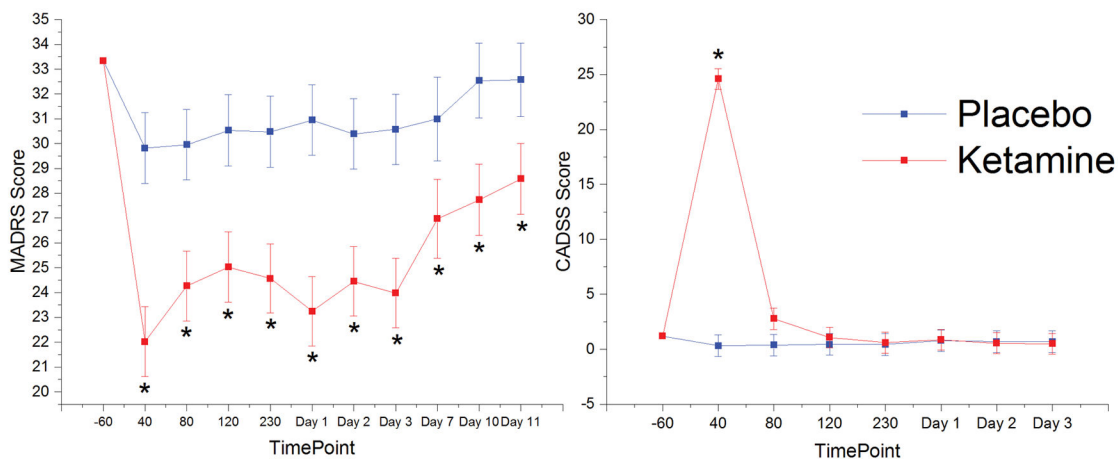 35
34
33
32
31
30
29
28
27
26
25
24
23
22
21
20
MADRS Score
-60 40 80 120 230 Day 1 Day 2 Day 3 Day 7 Day 10 Day 11
TimePoint
* * * * * * * * * *
30
25
20
15
10
5
0
-5
CADSS Score
*
-60 40 80 120 230 Day 1 Day 2 Day 3
TimePoint
Placebo
Ketamine